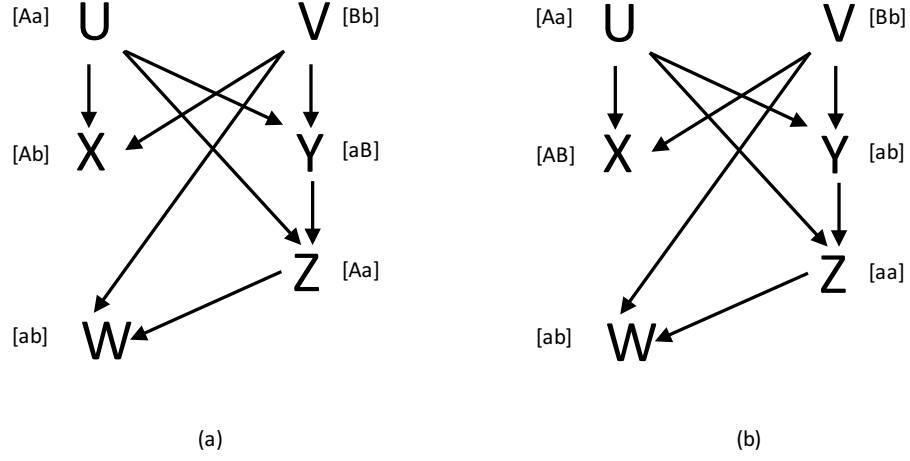 [Aa] U V [Bb] [Aa] U V [Bb]
[Ab] X Y [aB] [AB] X Y [ab]
Z [Aa] Z [aa]
[ab] W [ab] W
(a) (b)